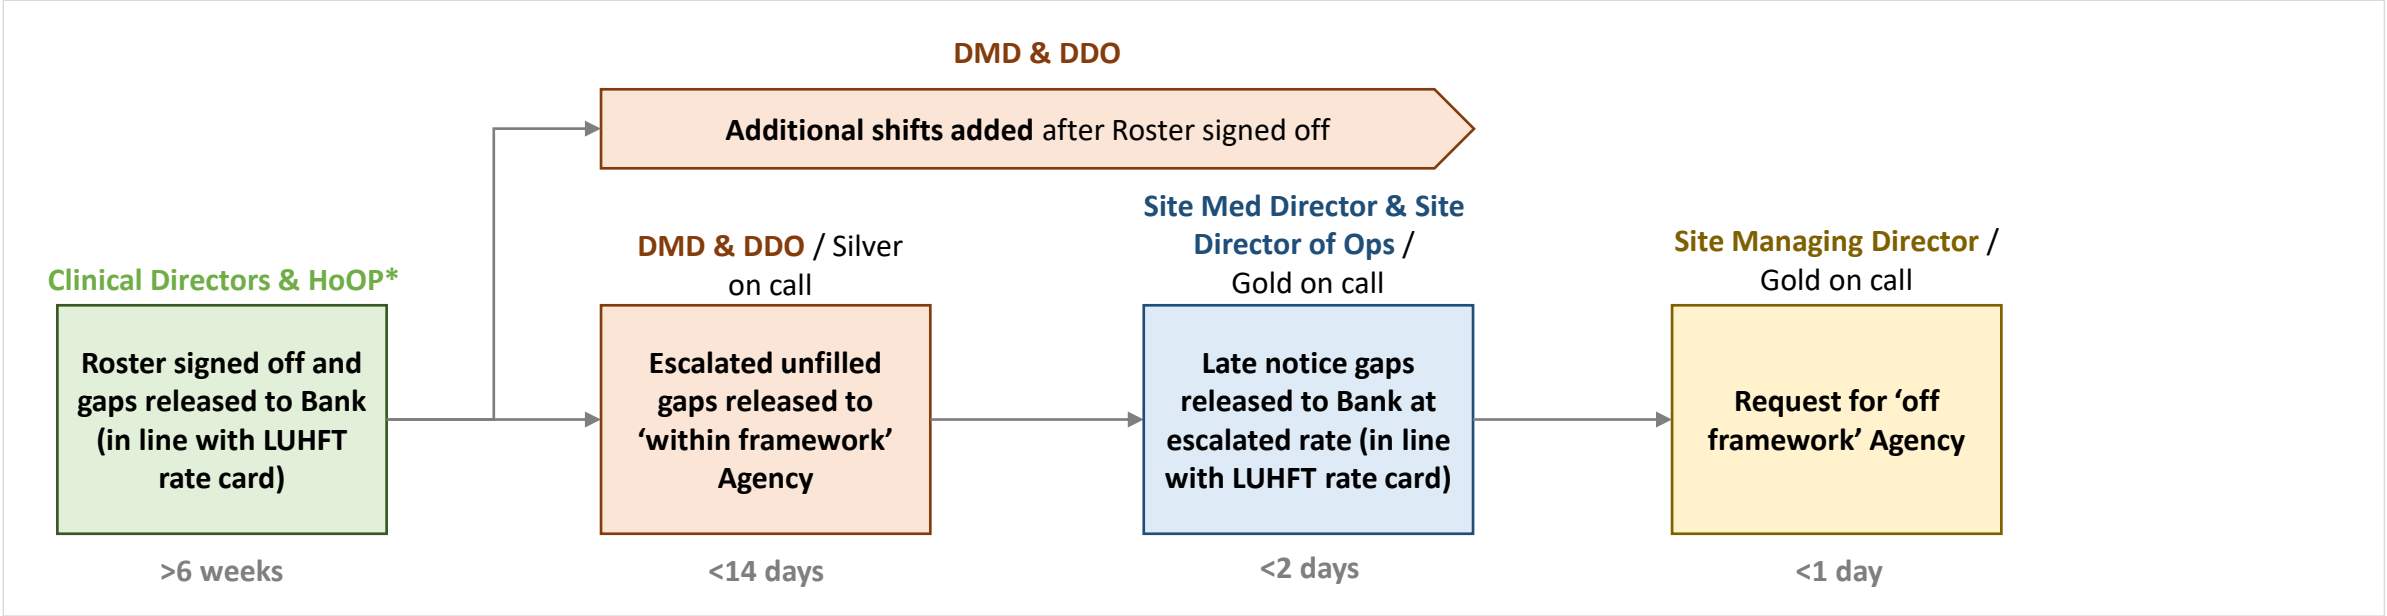 DMD & DDO
Additional shifts added after Roster signed off
Clinical Directors & HoOP*
Roster signed off and
gaps released to Bank
(in line with LUHFT
rate card)
>6 weeks
DMD & DDO / Silver
on call
Escalated unfilled
gaps released to
‘within framework’
Agency
<14 days
Site Med Director & Site
Director of Ops /
Gold on call
Late notice gaps
released to Bank at
escalated rate (in line
with LUHFT rate card)
<2 days
Site Managing Director /
Gold on call
Request for ‘off
framework’ Agency
<1 day